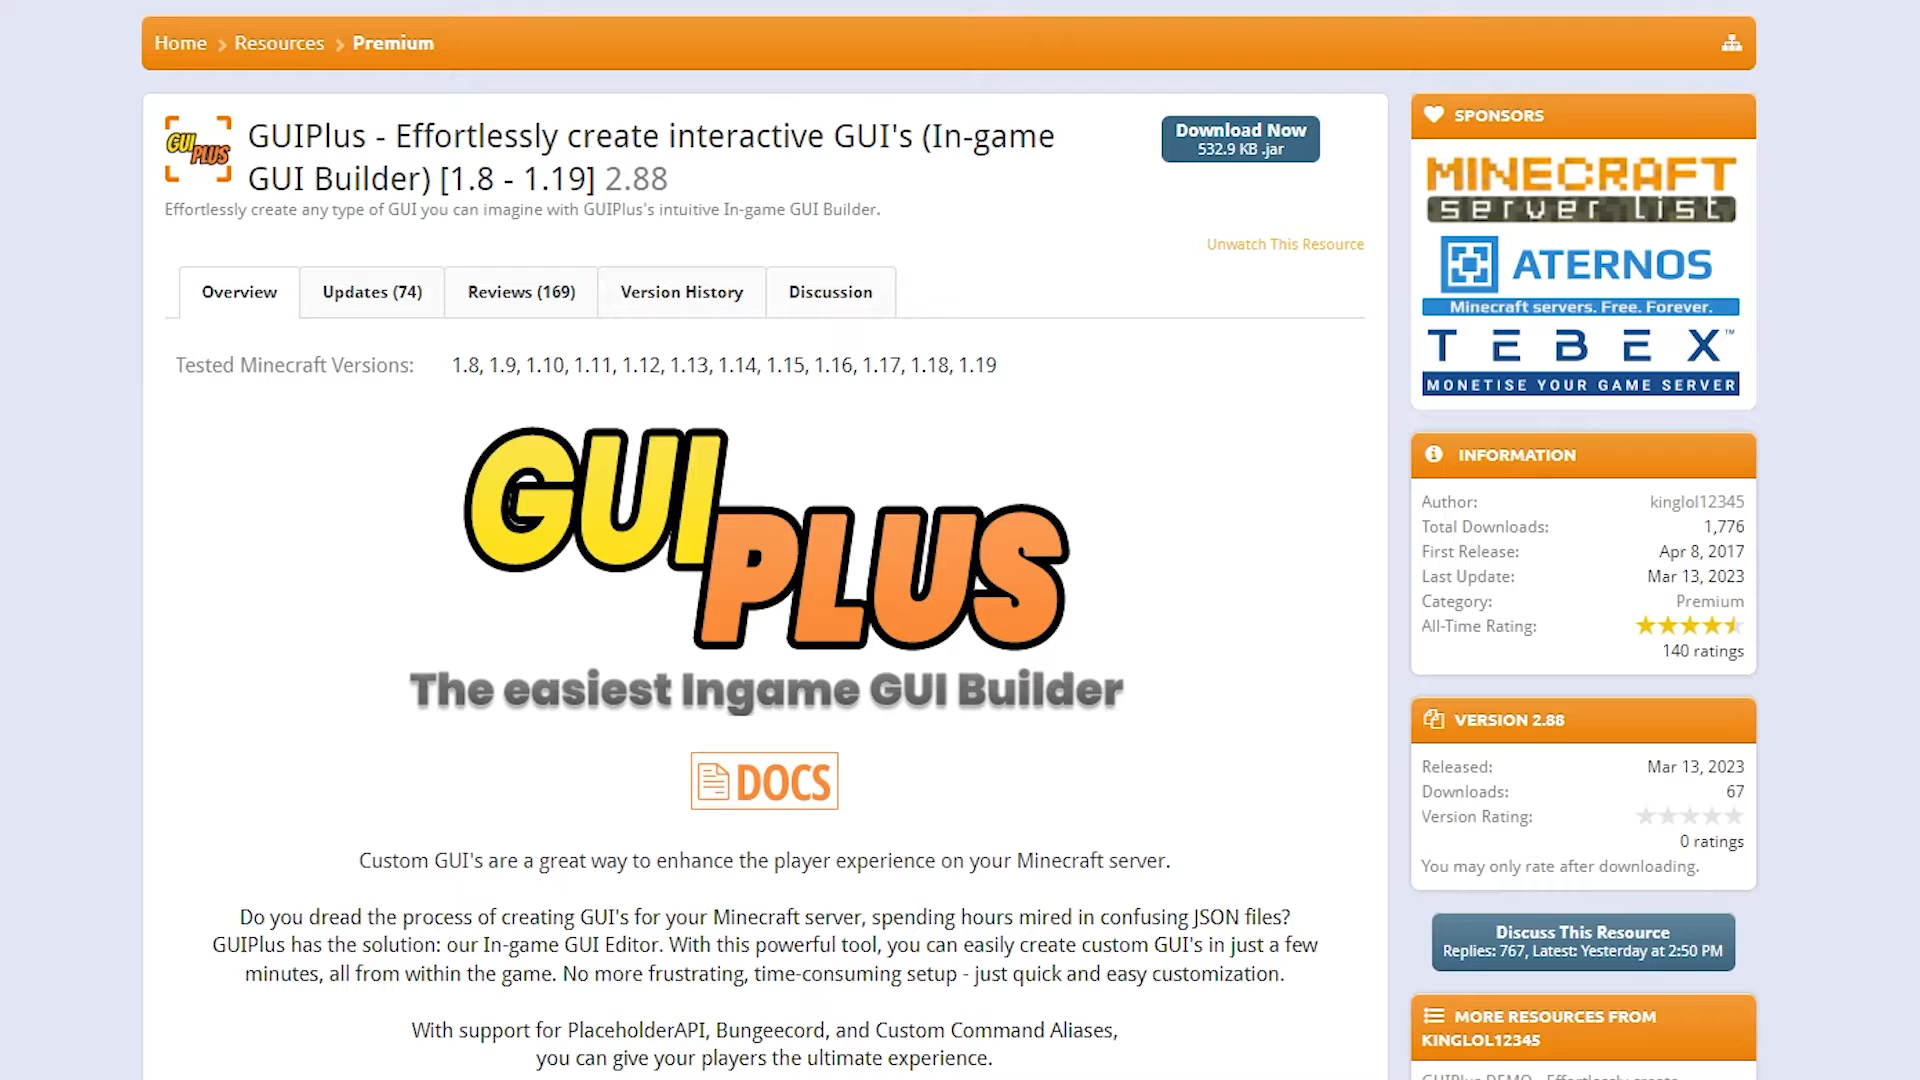 Home
Resources
Premium
GUI PLUS
GUIPlus - Effortlessly create interactive GUI's (In-game
GUI Builder) [1.8 - 1.19] 2.88
Effortlessly create any type of GUI you can imagine with GUIPlus's intuitive In-game GUI Builder.
Download Now
532.9 KB .jar
Unwatch This Resource
Overview
Updates (74)
Reviews (169)
Version History
Discussion
Tested Minecraft Versions: 1.8, 1.9, 1.10, 1.11, 1.12, 1.13, 1.14, 1.15, 1.16, 1.17, 1.18, 1.19
GUI
PLUS
The easiest Ingame GUI Builder
DOCS
Custom GUI's are a great way to enhance the player experience on your Minecraft server.
Do you dread the process of creating GUI's for your Minecraft server, spending hours mired in confusing JSON files?
GUIPlus has the solution: our In-game GUI Editor. With this powerful tool, you can easily create custom GUI's in just a few
minutes, all from within the game. No more frustrating, time-consuming setup - just quick and easy customization.
With support for PlaceholderAPI, Bungeecord, and Custom Command Aliases,
you can give your players the ultimate experience.
SPONSORS
MINECRAFT
server list
ATERNOS
Minecraft servers. Free. Forever.
TEBEX™
MONETISE YOUR GAME SERVER
INFORMATION
Author: kinglol12345
Total Downloads: 1,776
First Release: Apr 8, 2017
Last Update: Mar 13, 2023
Category: Premium
All-Time Rating:
140 ratings
VERSION 2.88
Released: Mar 13, 2023
Downloads: 67
Version Rating:
0 ratings
You may only rate after downloading.
Discuss This Resource
Replies: 767, Latest: Yesterday at 2:50 PM
MORE RESOURCES FROM
KINGLOL12345
GUIPlus DEMO - Effortlessly create